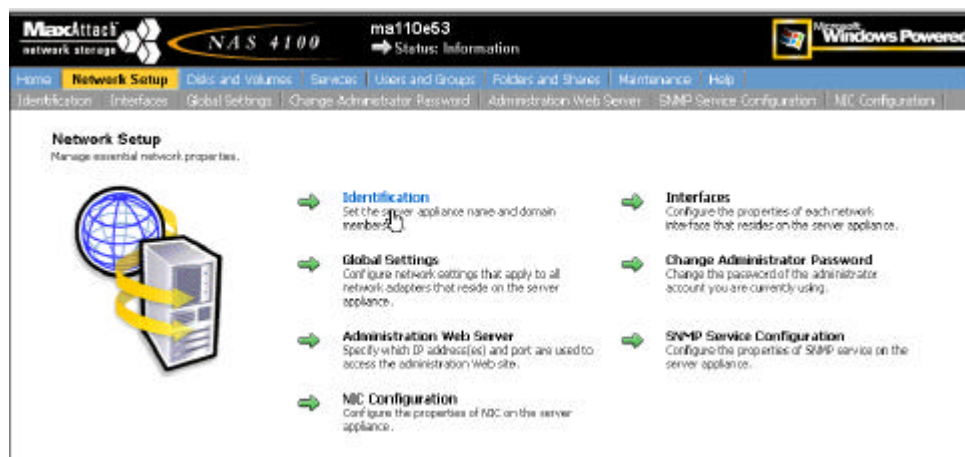 MaxAttach
network storage
NAS 4100
ma110e53
Status: Information
Microsoft
Windows Powered
Home Network Setup Disks and Volumes Services Users and Groups Folders and Shares Maintenance Help
Identification Interfaces Global Settings Change Administrator Password Administration Web Server SNMP Service Configuration NIC Configuration
Network Setup
Manage essential network properties.
Identification
Set the server appliance name and domain
Interfaces
Configure the properties of each network
interface that resides on the server appliance.
Global Settings
Configure network settings that apply to all
network adapters that reside on the server
appliance.
Change Administrator Password
Change the password of the administrator
account you are currently using.
Administration Web Server
Specify which IP address(es) and port are used to
access the administration Web site.
SNMP Service Configuration
Configure the properties of SNMP service on the
server appliance.
NIC Configuration
Configure the properties of NIC on the server
appliance.